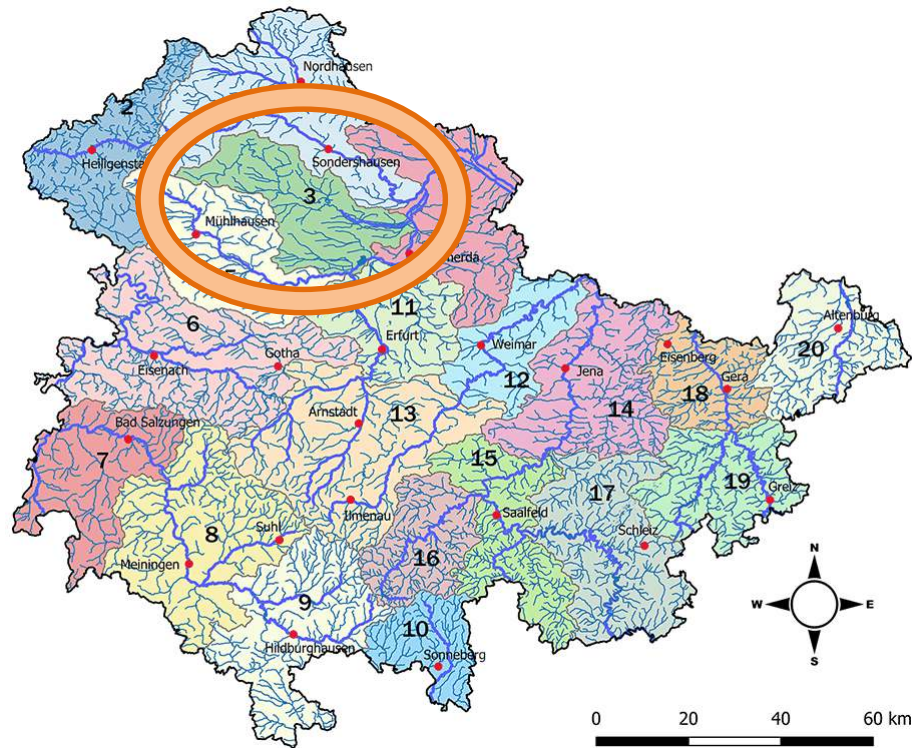 Nordhausen
2
Heiligensta
Sondershausen
3
Mühlhausen
merda
11
6
Erfurt
Altenburg
20
Weimar
Eisenberg
Gotha
Eisenach
Jena
12
18
Gera
Arnstadt
13
14
Bad Salzungen
7
15
17
19
Greiz
Ilmenau
Saalfeld
8
Suhl
Schleiz
16
Meiningen
9
10
Hildburghausen
Sonneberg
N
W
E
S
0 20 40 60 km